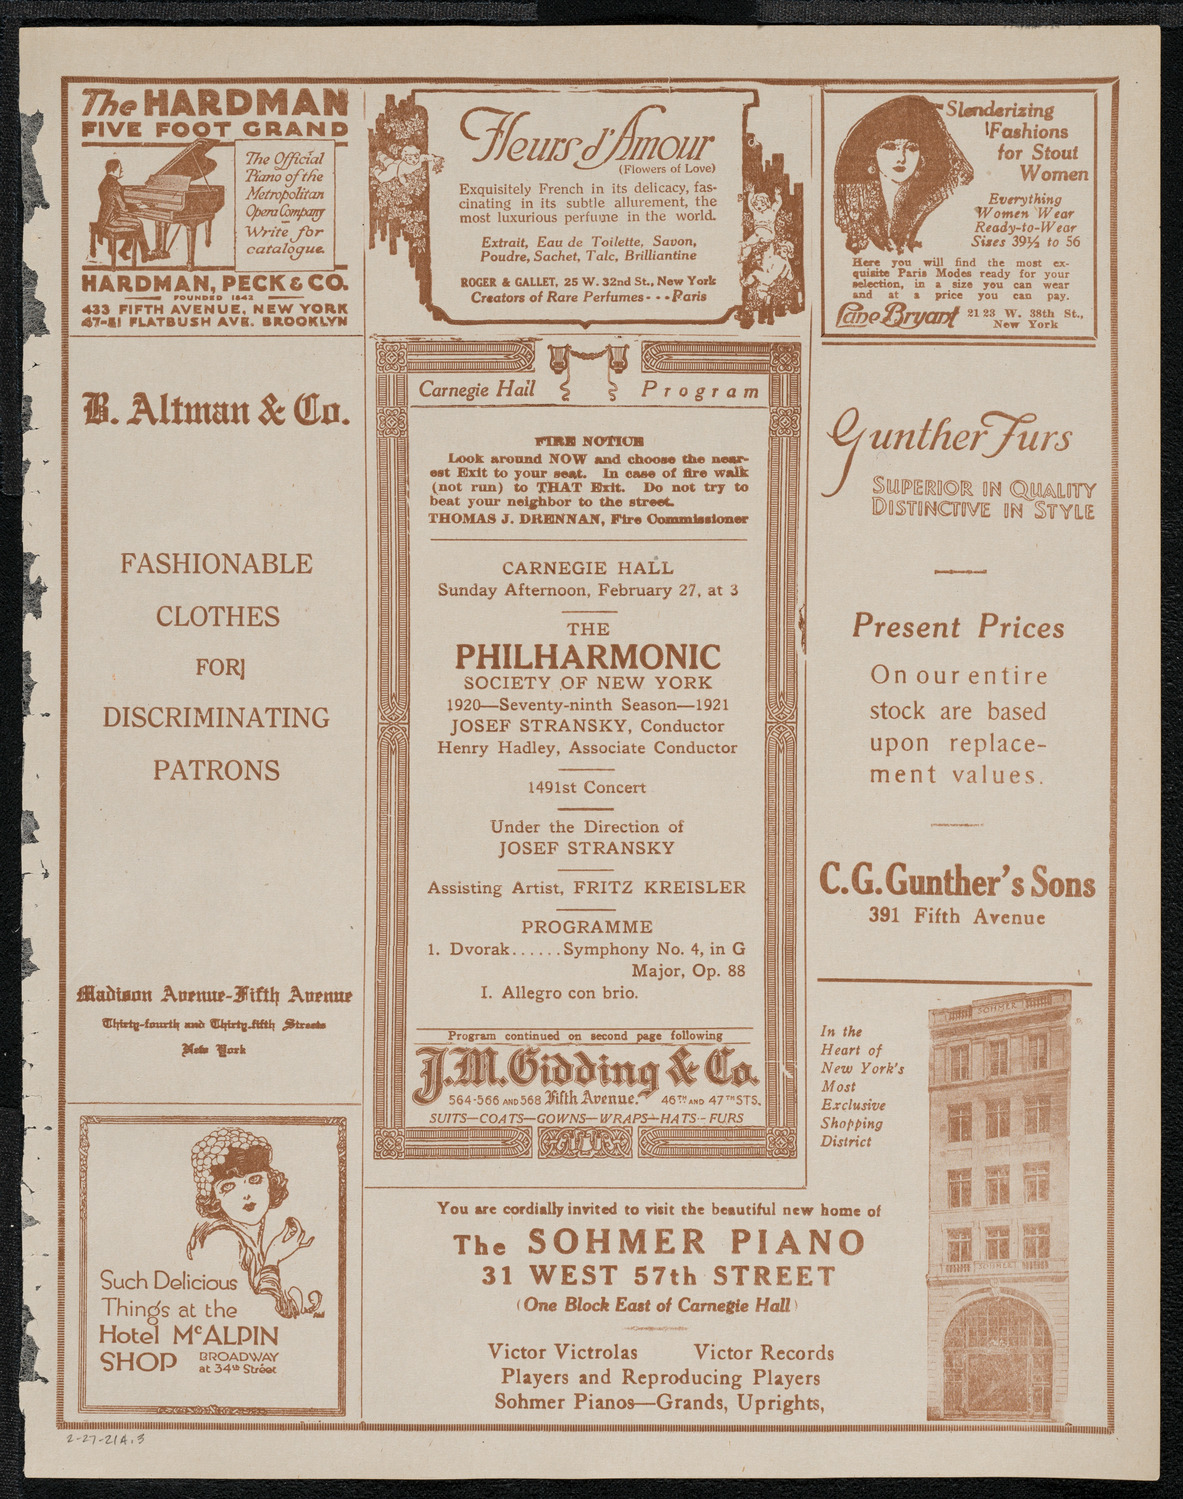 The HARDMAN
FIVE FOOT GRAND
The Official
Piano of the
Metropolitan
Opera Company
Write for
catalogue.
HARDMAN, PECK & CO.
FOUNDED 1842
433 FIFTH AVENUE, NEW YORK
47-51 FLATBUSH AVE. BROOKLYN
Fleurs d'Amour
(Flowers of Love)
Exquisitely French in its delicacy, fas-
cinating in its subtle allurement, the
most luxurious perfume in the world.
Extrait, Eau de Toilette, Savon,
Poudre, Sachet, Talc, Brilliantine
ROGER & GALLET, 25 W. 32nd St., New York
Creators of Rare Perfumes - - - Paris
Slenderizing
Fashions
for Stout
Women
Everything
Women Wear
Ready-to-Wear
Sizes 39½ to 56
Here you will find the most ex-
quisite Paris Modes ready for your
selection, in a size you can wear
and at a price you can pay.
Lane Bryant 21 23 W. 38th St.,
New York
B. Altman & Co.
FASHIONABLE
CLOTHES
FOR
DISCRIMINATING
PATRONS
Madison Avenue-Fifth Avenue
Thirty-fourth and Thirty-fifth Streets
New York
Such Delicious
Things at the
Hotel McALPIN
SHOP BROADWAY
at 34th Street
Carnegie Hall Program
FIRE NOTICE
Look around NOW and choose the near-
est Exit to your seat. In case of fire walk
(not run) to THAT Exit. Do not try to
beat your neighbor to the street.
THOMAS J. DRENNAN, Fire Commissioner
CARNEGIE HALL
Sunday Afternoon, February 27, at 3
THE
PHILHARMONIC
SOCIETY OF NEW YORK
1920—Seventy-ninth Season—1921
JOSEF STRANSKY, Conductor
Henry Hadley, Associate Conductor
1491st Concert
Under the Direction of
JOSEF STRANSKY
Assisting Artist, FRITZ KREISLER
PROGRAMME
1. Dvorak......Symphony No. 4, in G
Major, Op. 88
I. Allegro con brio.
Program continued on second page following
J.M. Gidding & Co.
564-566 AND 568 Fifth Avenue. 46TH AND 47TH STS.
SUITS—COATS—GOWNS—WRAPS—HATS—FURS
Gunther Furs
SUPERIOR IN QUALITY
DISTINCTIVE IN STYLE
Present Prices
On our entire
stock are based
upon replace-
ment values.
C.G. Gunther's Sons
391 Fifth Avenue
In the
Heart of
New York's
Most
Exclusive
Shopping
District
SOHMER
SOHMER
You are cordially invited to visit the beautiful new home of
The SOHMER PIANO
31 WEST 57th STREET
(One Block East of Carnegie Hall)
Victor Victrolas Victor Records
Players and Reproducing Players
Sohmer Pianos—Grands, Uprights,
2-27-21A.3